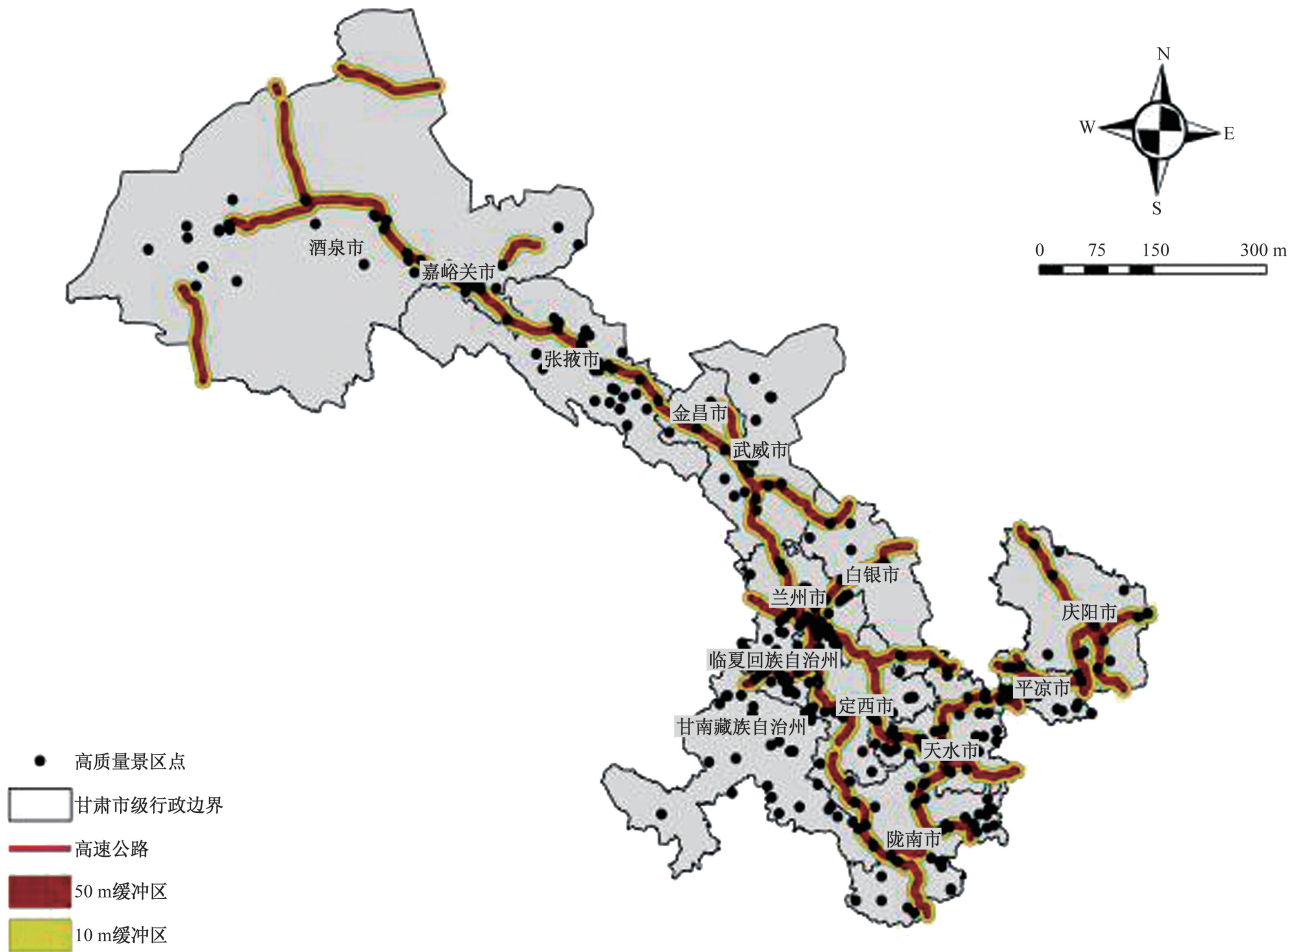 N
W
E
S
0 75 150 300 m
酒泉市
嘉峪关市
张掖市
金昌市
武威市
白银市
兰州市
庆阳市
临夏回族自治州
平凉市
定西市
甘南藏族自治州
天水市
陇南市
高质量景区点
甘肃市级行政边界
高速公路
50 m缓冲区
10 m缓冲区